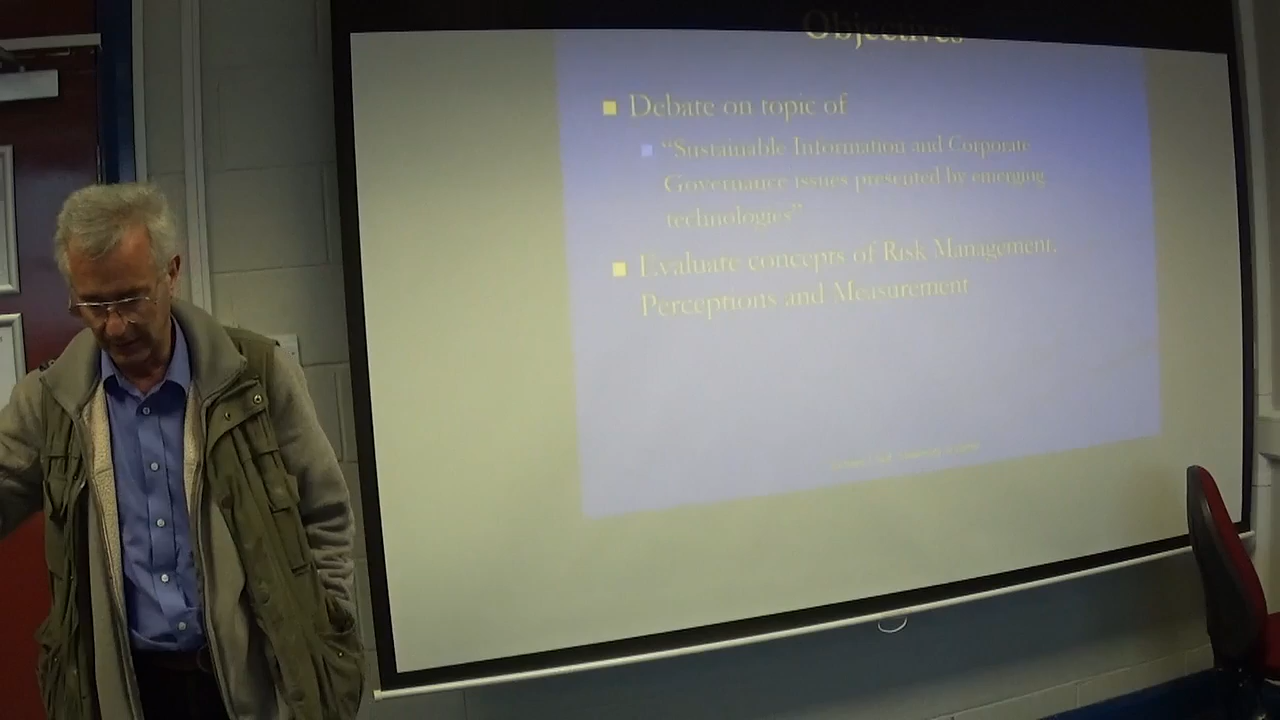 Objectives
Debate on topic of
“Sustainable Information and Corporate
Governance issues presented by emerging
technologies”
Evaluate concepts of Risk Management,
Perceptions and Measurement